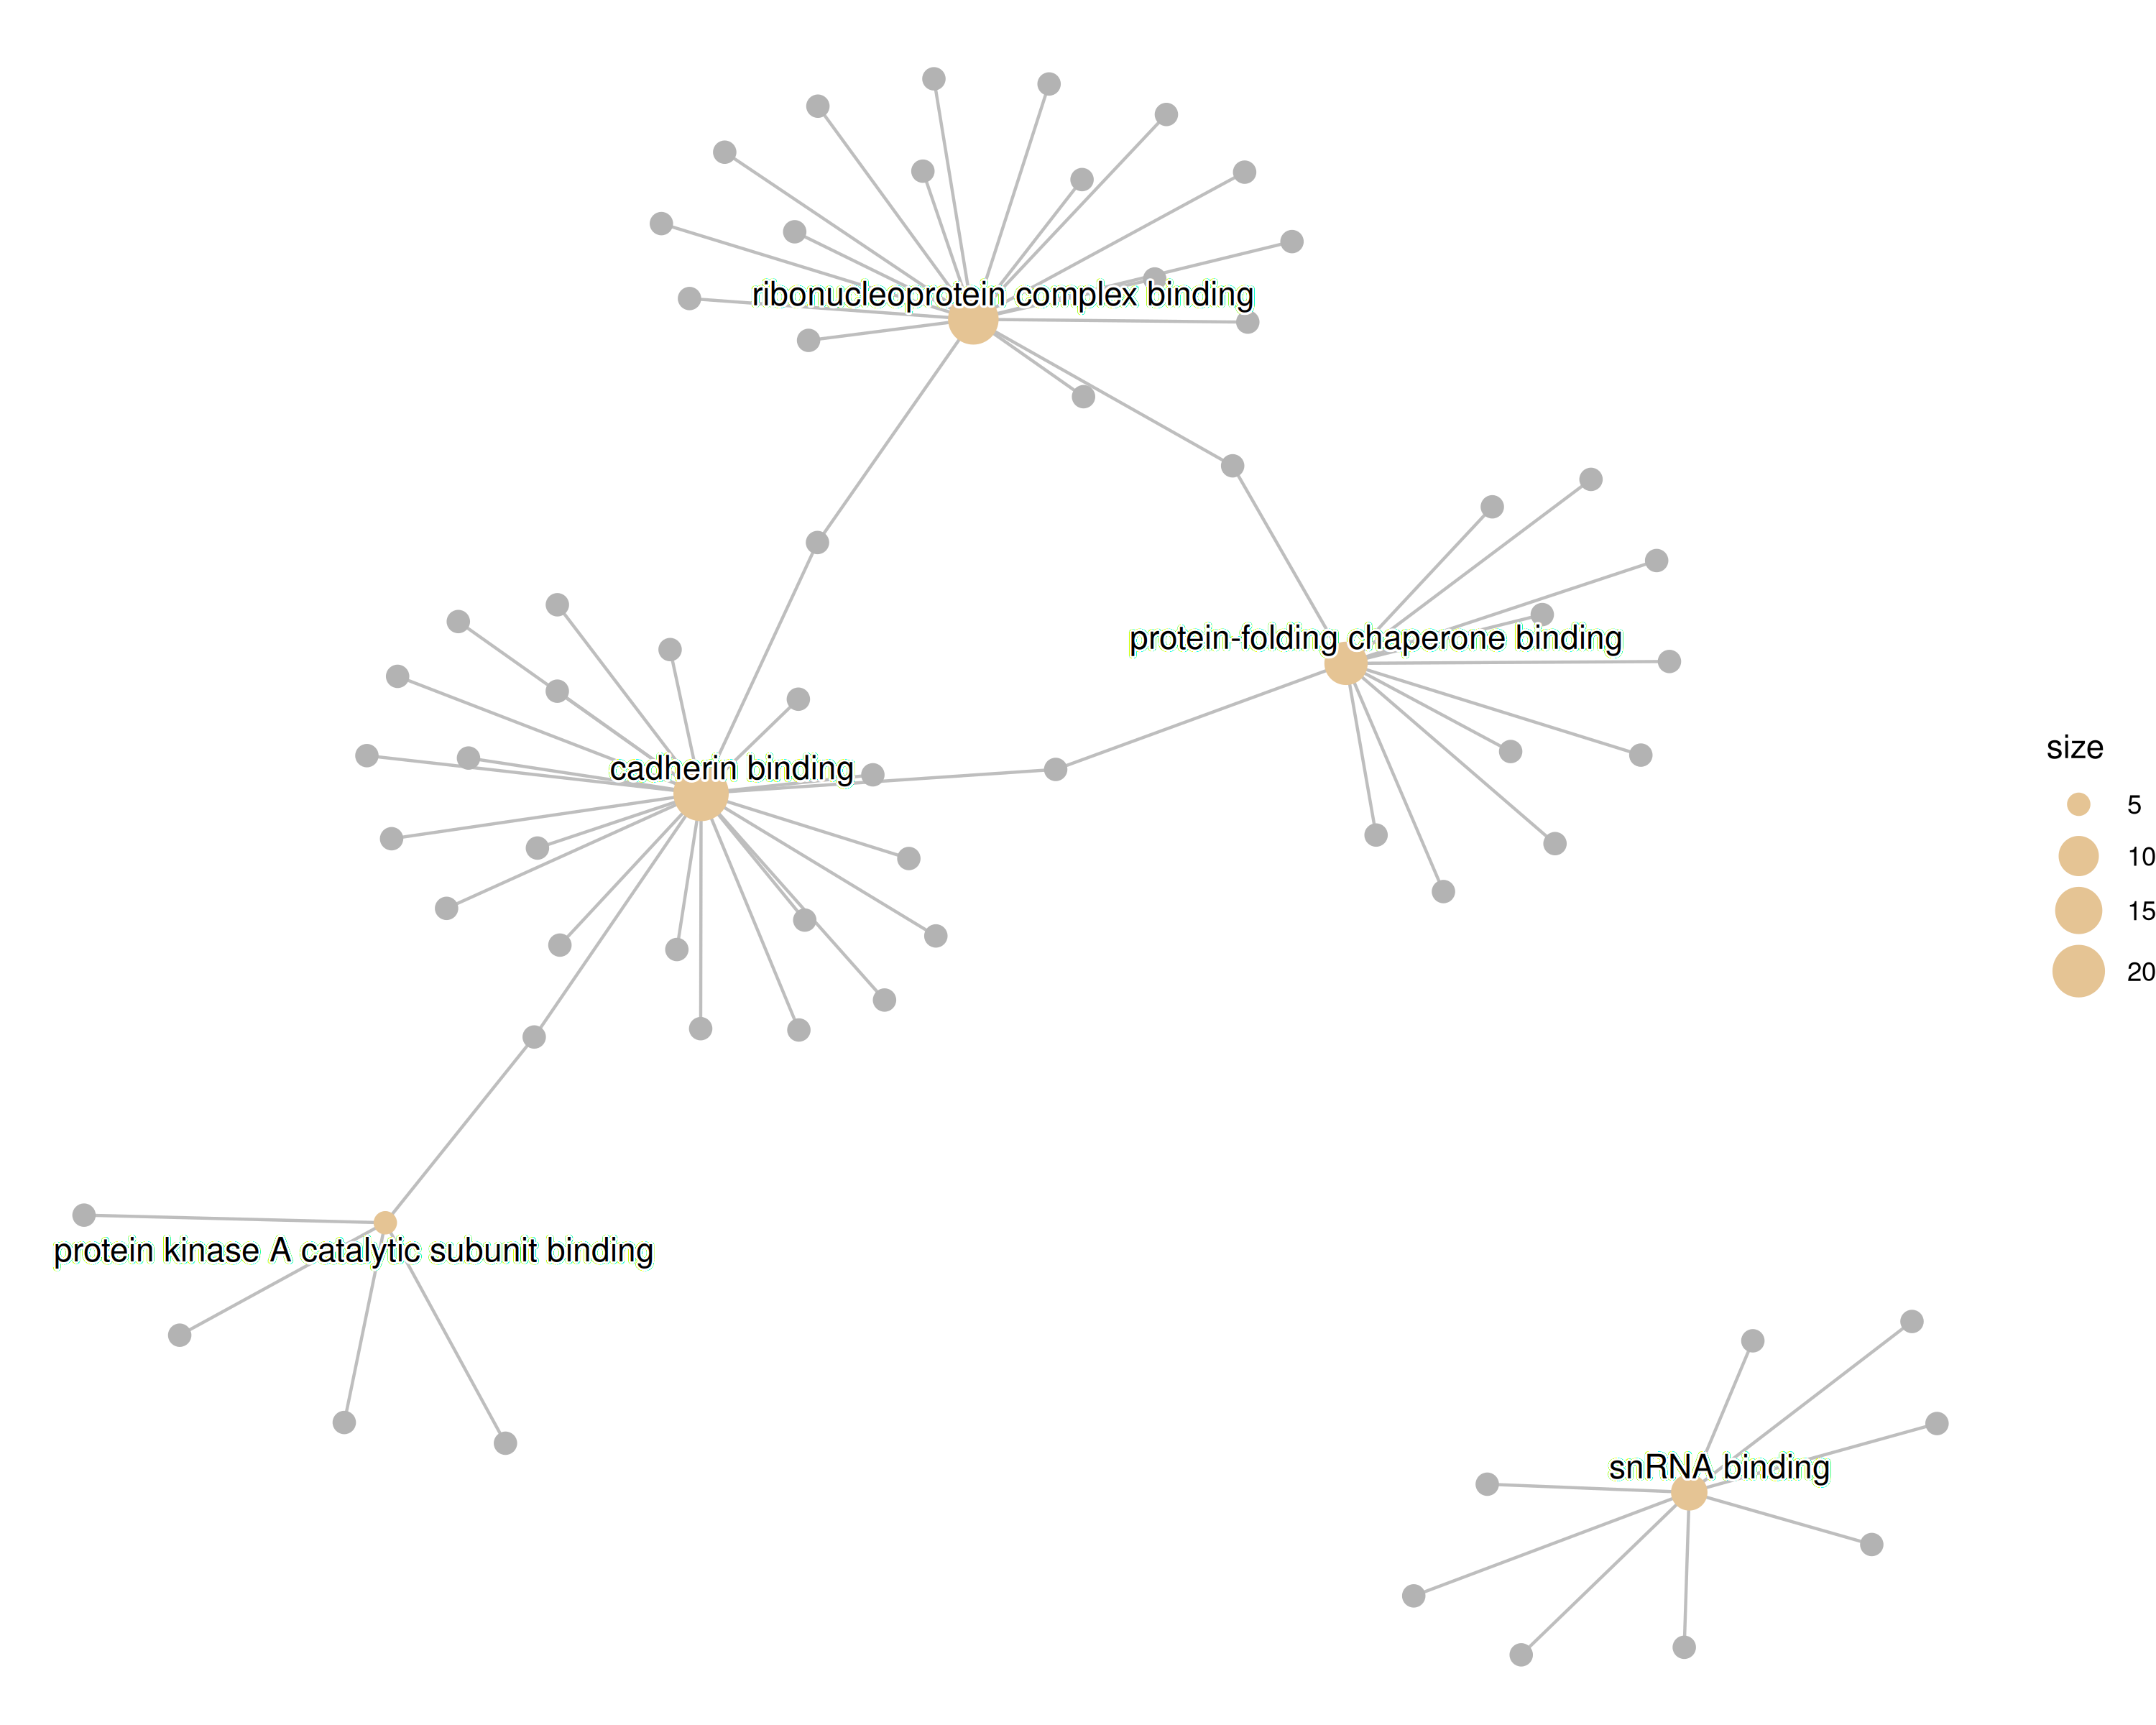 ribonucleoprotein complex binding
protein-folding chaperone binding
cadherin binding
protein kinase A catalytic subunit binding
snRNA binding
size
5
10
15
20